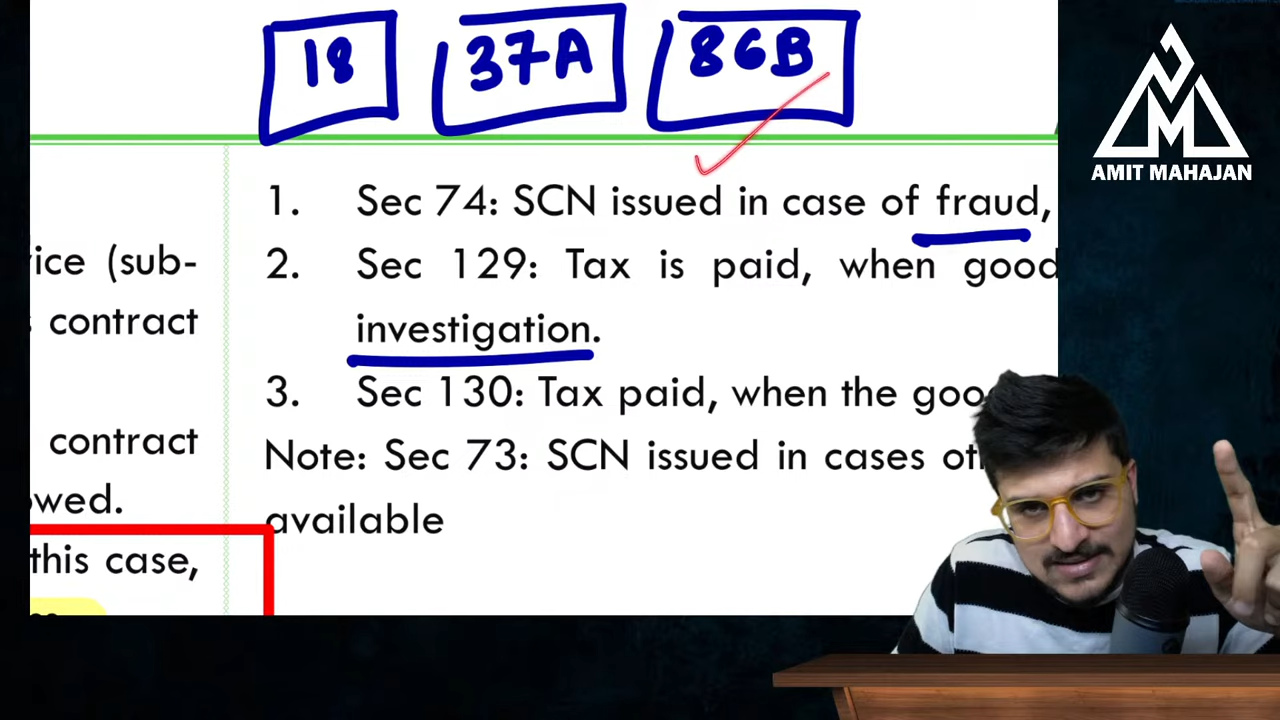 18 37A 86B
AMIT MAHAJAN
vice (sub-
contract
contract
owed.
this case,
1. Sec 74: SCN issued in case of fraud,
2. Sec 129: Tax is paid, when good
investigation.
3. Sec 130: Tax paid, when the goo
Note: Sec 73: SCN issued in cases ot
available